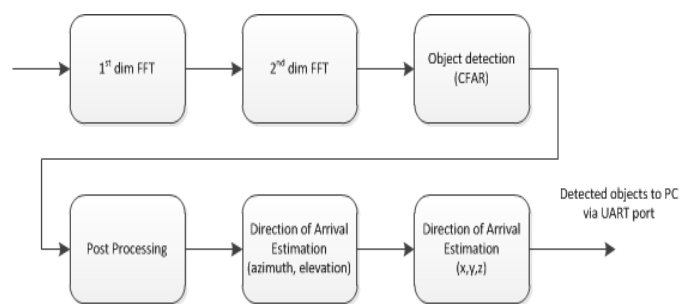 1st dim FFT
2nd dim FFT
Object detection
(CFAR)
Detected objects to PC
via UART port
Post Processing
Direction of Arrival
Estimation
(azimuth, elevation)
Direction of Arrival
Estimation
(x,y,z)